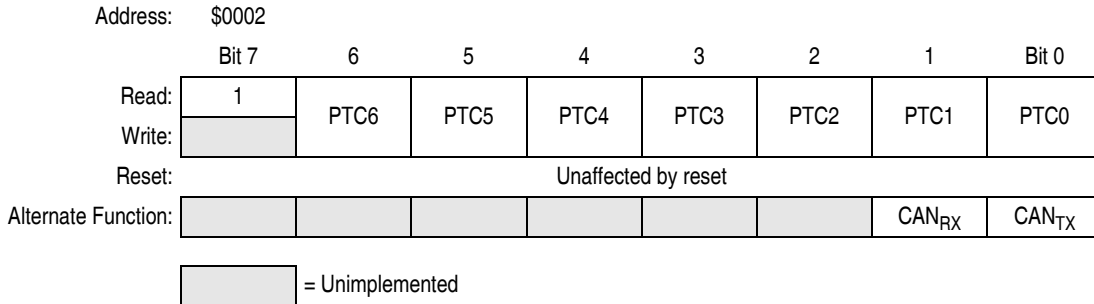 Address: $0002
Bit 7 6 5 4 3 2 1 Bit 0
Read: 1 PTC6 PTC5 PTC4 PTC3 PTC2 PTC1 PTC0
Write:
Reset: Unaffected by reset
Alternate Function: CANRX CANTX
= Unimplemented